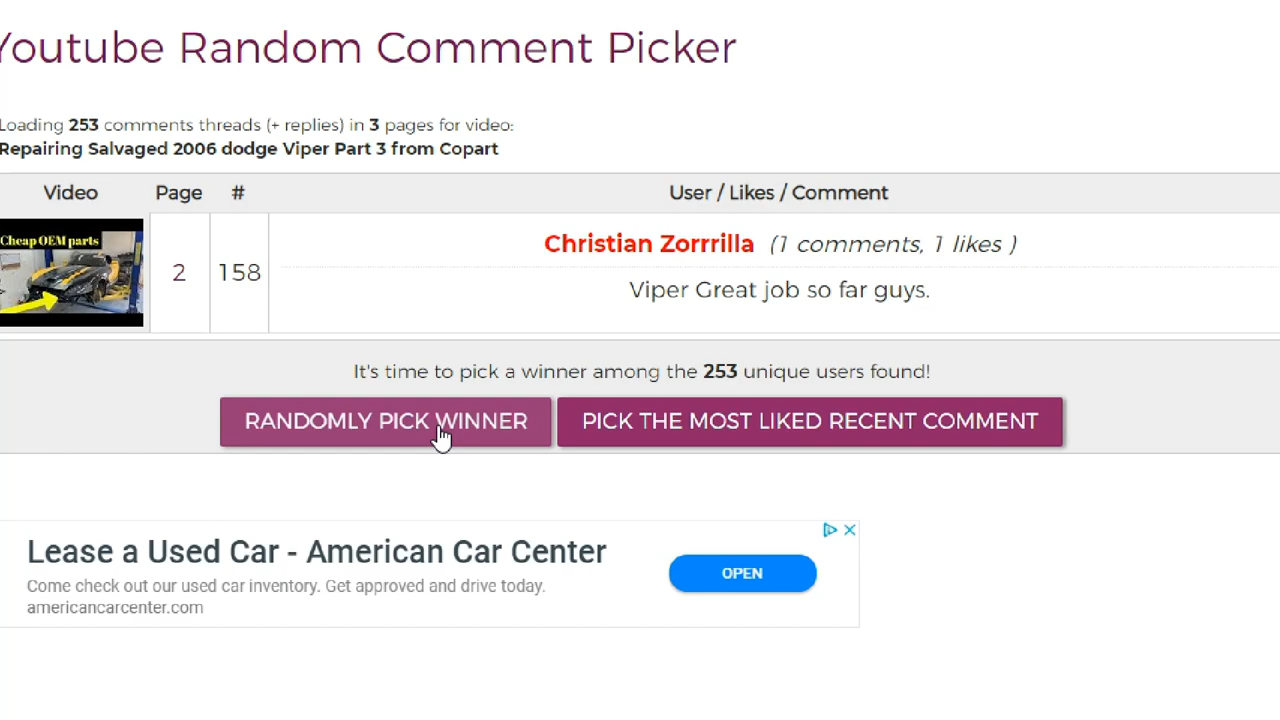 Youtube Random Comment Picker
Loading 253 comments threads (+ replies) in 3 pages for video:
Repairing Salvaged 2006 dodge Viper Part 3 from Copart
Video Page # User / Likes / Comment
Cheap OEM parts
2 158
Christian Zorrrilla (1 comments, 1 likes )
Viper Great job so far guys.
It's time to pick a winner among the 253 unique users found!
RANDOMLY PICK WINNER PICK THE MOST LIKED RECENT COMMENT
Lease a Used Car - American Car Center
Come check out our used car inventory. Get approved and drive today.
americancarcenter.com
OPEN